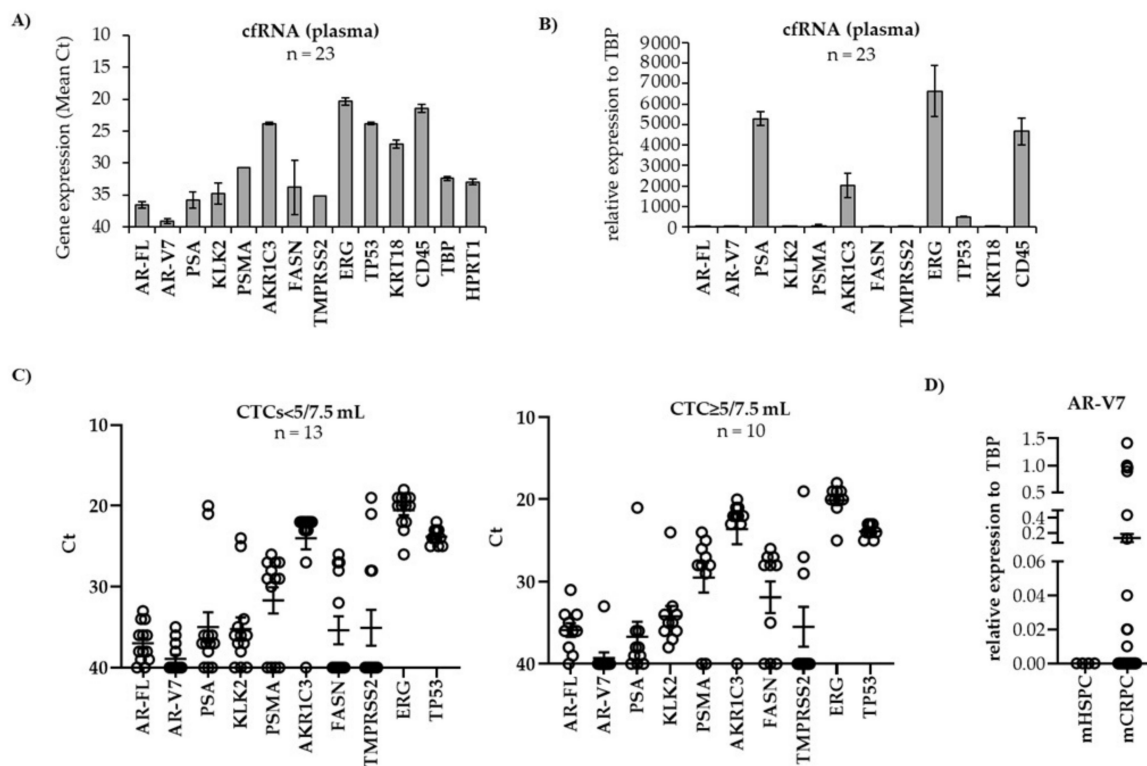 A)
cfRNA (plasma)
n = 23
Gene expression (Mean Ct)
10
15
20
25
30
35
40
AR-FL
AR-V7
PSA
KLK2
PSMA
AKR1C3
FASN
TMPRSS2
ERG
TP53
KRT18
CD45
TBP
HPRT1
B)
cfRNA (plasma)
n = 23
relative expression to TBP
9000
8000
7000
6000
5000
4000
3000
2000
1000
0
AR-FL
AR-V7
PSA
KLK2
PSMA
AKR1C3
FASN
TMPRSS2
ERG
TP53
KRT18
CD45
C)
CTCs<5/7.5 mL
n = 13
Ct
10
20
30
40
AR-FL
AR-V7
PSA
KLK2
PSMA
AKR1C3
FASN
TMPRSS2
ERG
TP53
CTC≥5/7.5 mL
n = 10
10
20
30
40
AR-FL
AR-V7
PSA
KLK2
PSMA
AKR1C3
FASN
TMPRSS2
ERG
TP53
D)
AR-V7
relative expression to TBP
1.5
1.0
0.5
0.4
0.2
0.06
0.04
0.02
0.00
mHSPC
mCRPC